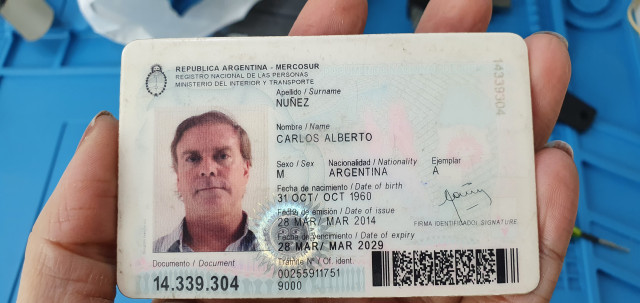 REPUBLICA ARGENTINA - MERCOSUR
REGISTRO NACIONAL DE LAS PERSONAS
MINISTERIO DEL INTERIOR Y TRANSPORTE
Apellido / Surname
NUÑEZ
Nombre / Name
CARLOS ALBERTO
Sexo / Sex Nacionalidad / Nationality Ejemplar
M ARGENTINA A
Fecha de nacimiento / Date of birth
31 OCT/ OCT 1960
Fecha de emisión / Date of issue
28 MAR/ MAR 2014
FIRMA IDENTIFICADO / SIGNATURE
Fecha de vencimiento / Date of expiry
28 MAR/ MAR 2029
Documento / Document Trámite N° / Of. ident.
14.339.304 00255911751
9000
14339304